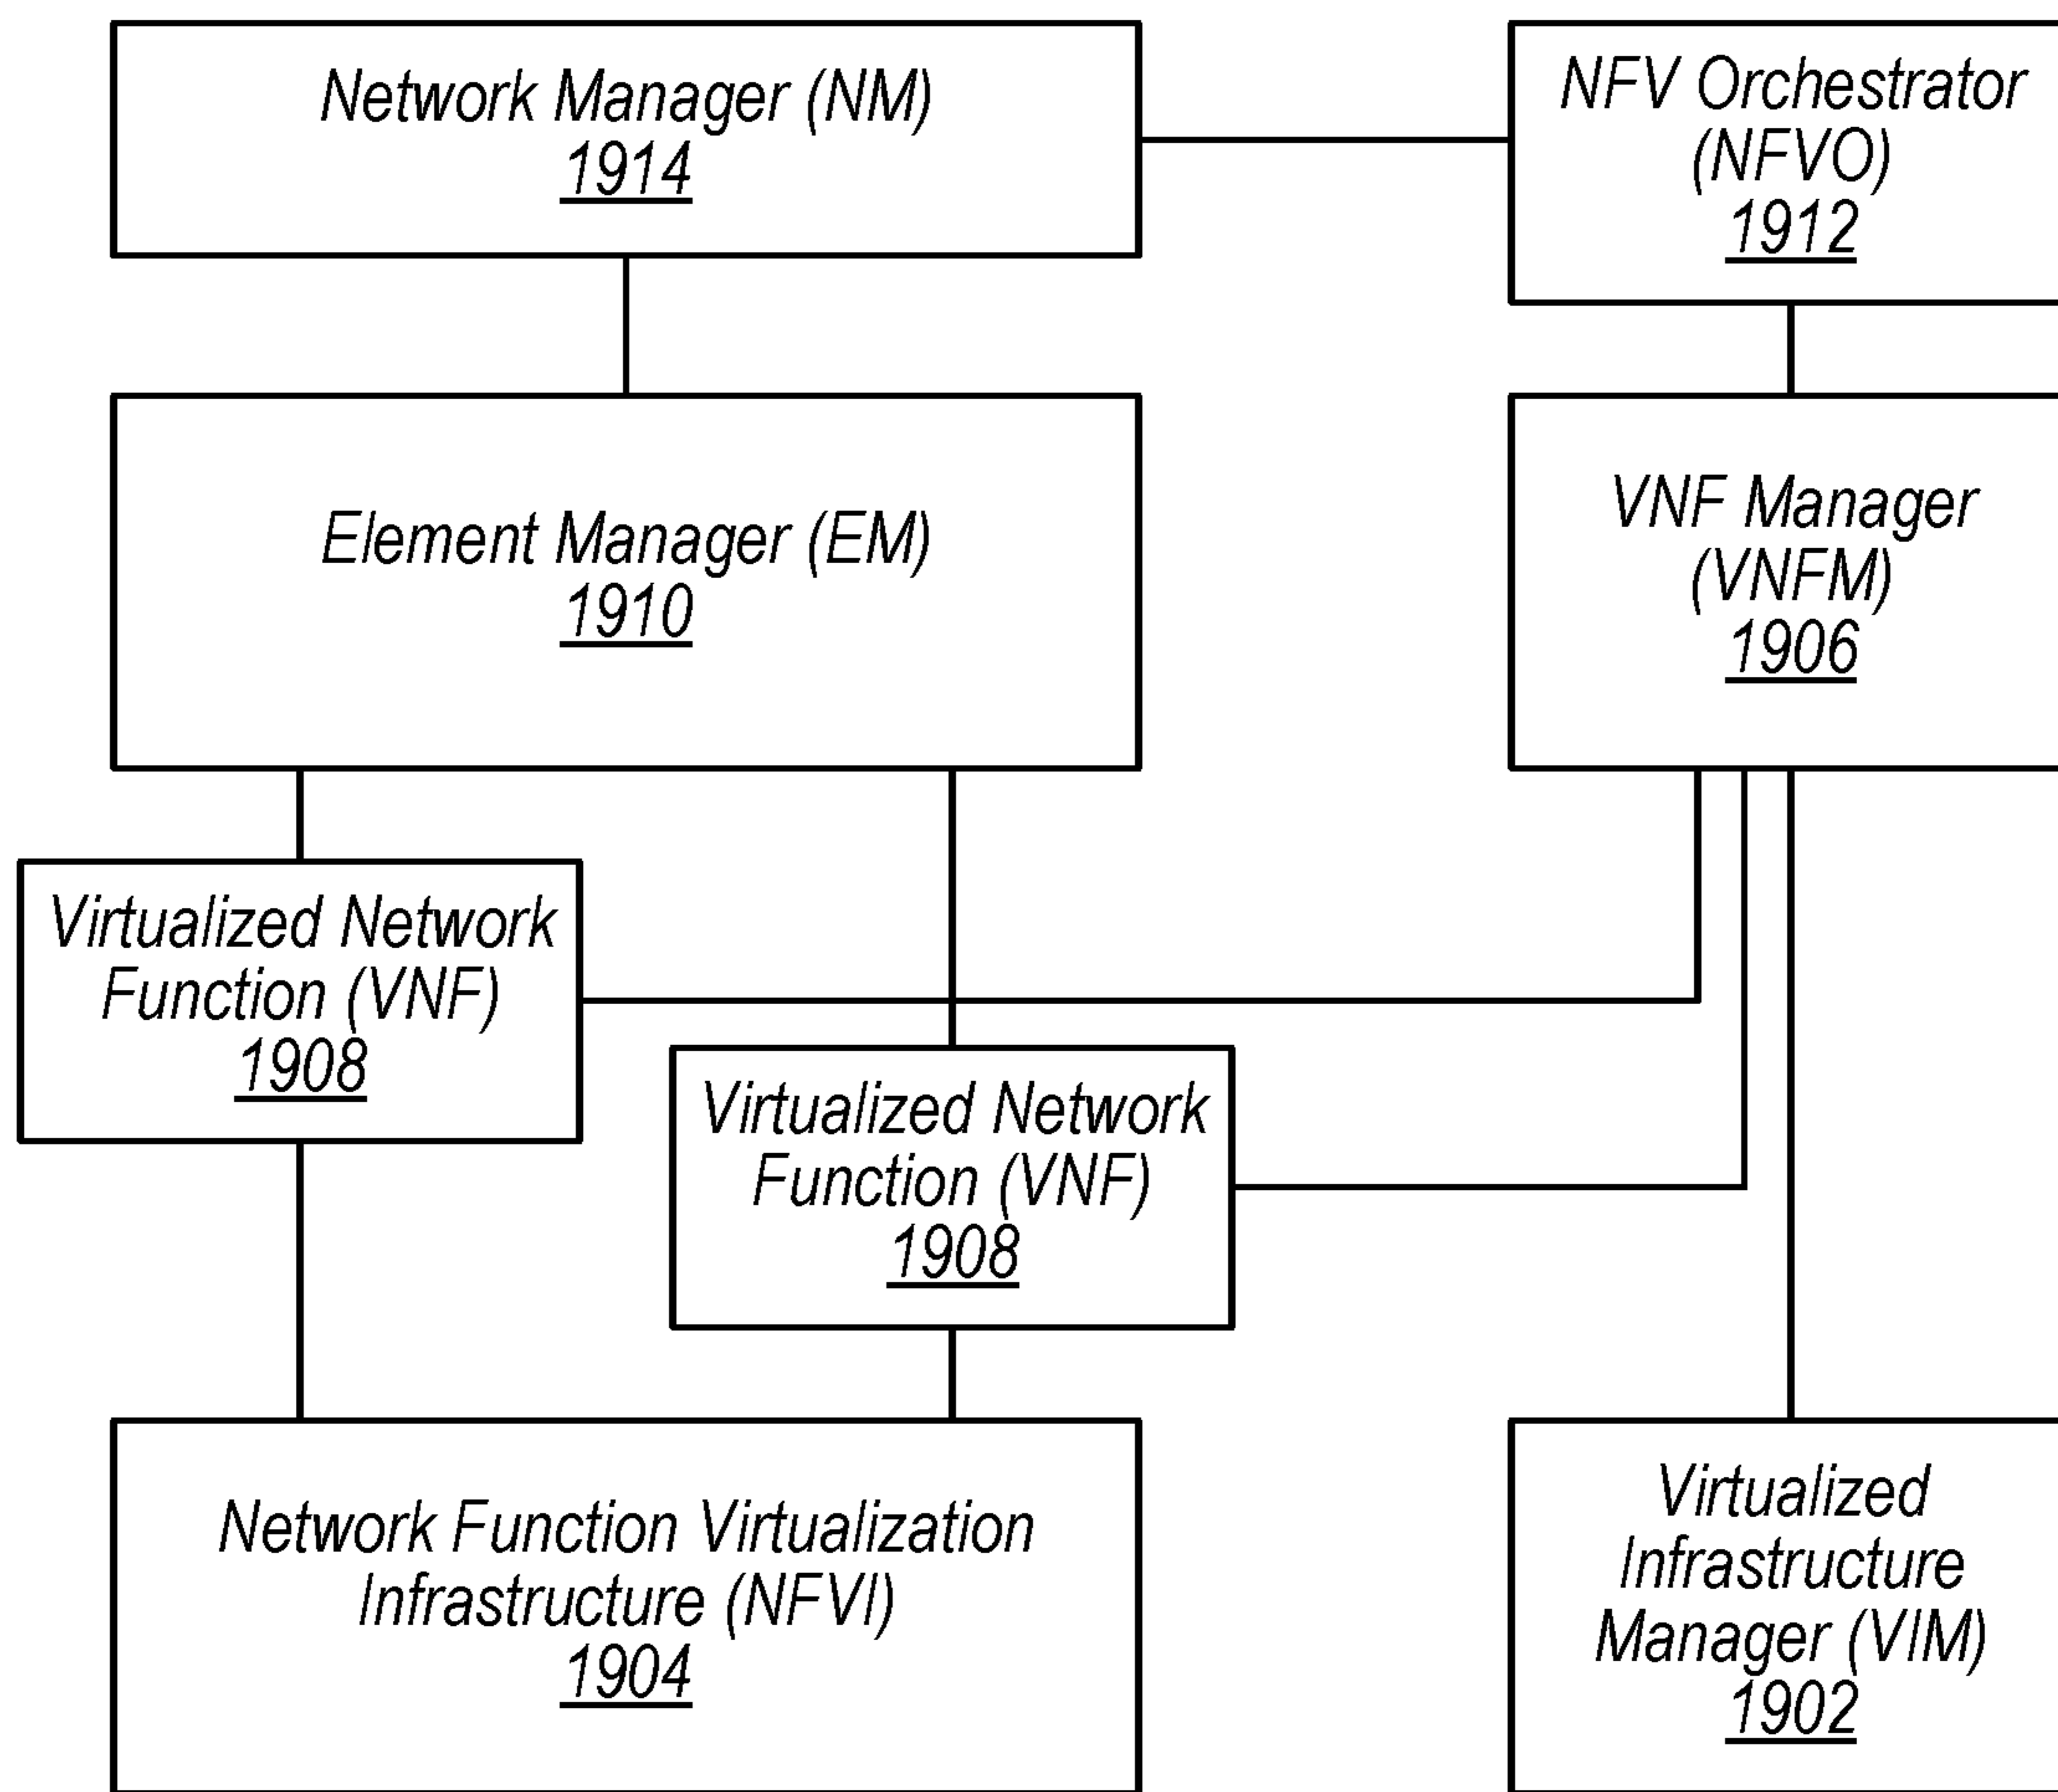 Network Manager (NM)
1914
NFV Orchestrator
(NFVO)
1912
Element Manager (EM)
1910
VNF Manager
(VNFM)
1906
Virtualized Network
Function (VNF)
1908
Virtualized Network
Function (VNF)
1908
Network Function Virtualization
Infrastructure (NFVI)
1904
Virtualized
Infrastructure
Manager (VIM)
1902